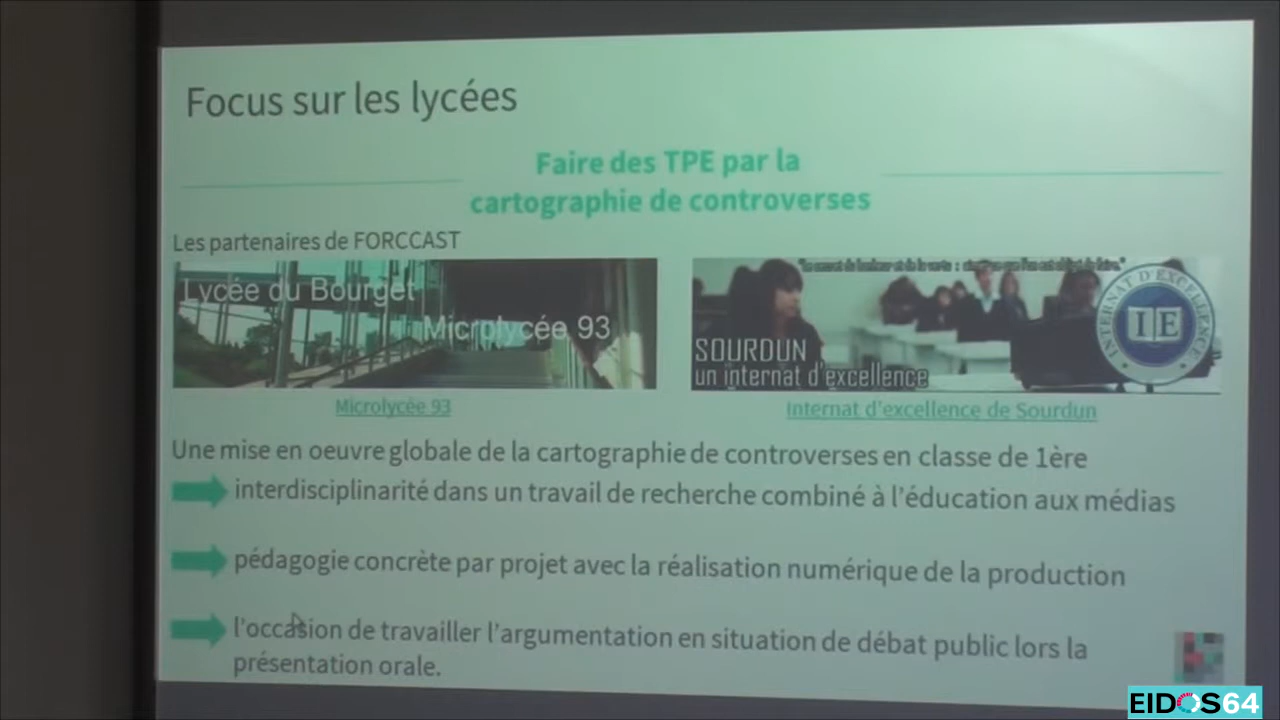 Focus sur les lycées
Faire des TPE par la
cartographie de controverses
Les partenaires de FORCCAST
Lycée du Bourget
Microlycée 93
SOURDUN
un internat d'excellence
INTERNAT D'EXCELLENCE
IE
Microlycée 93
Internat d'excellence de Sourdun
Une mise en oeuvre globale de la cartographie de controverses en classe de 1ère
interdisciplinarité dans un travail de recherche combiné à l'éducation aux médias
pédagogie concrète par projet avec la réalisation numérique de la production
l'occasion de travailler l'argumentation en situation de débat public lors la
présentation orale.
EIDOS64